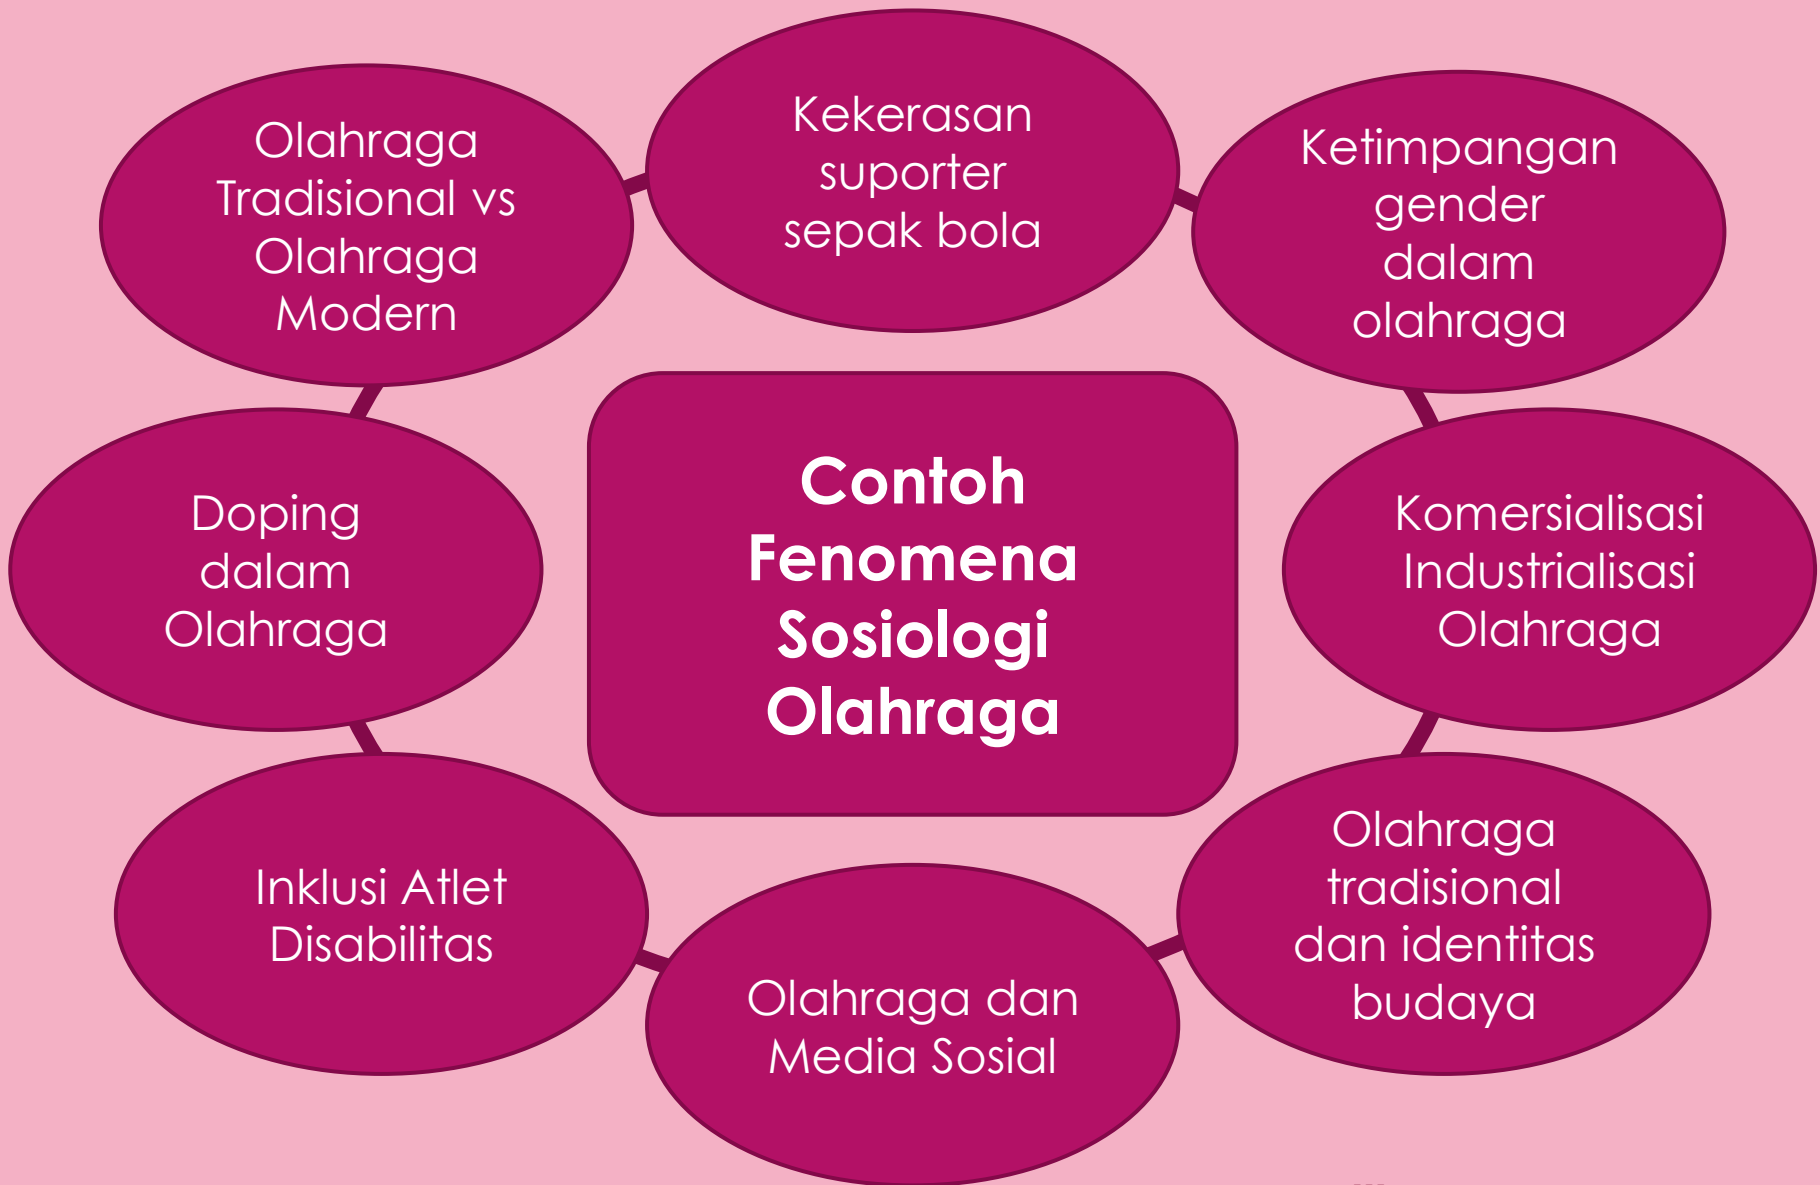 Kekerasan
suporter
sepak bola
Ketimpangan
gender
dalam
olahraga
Komersialisasi
Industrialisasi
Olahraga
Olahraga
tradisional
dan identitas
budaya
Olahraga dan
Media Sosial
Inklusi Atlet
Disabilitas
Doping
dalam
Olahraga
Olahraga
Tradisional vs
Olahraga
Modern
Contoh
Fenomena
Sosiologi
Olahraga